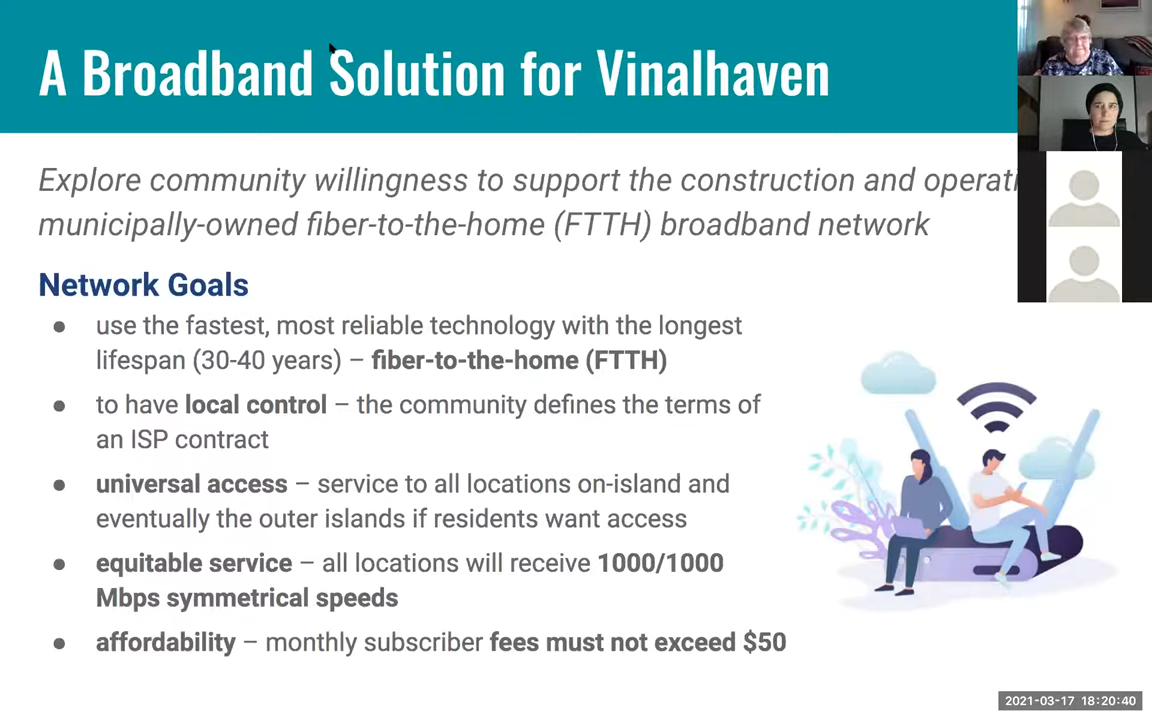 A Broadband Solution for Vinalhaven
Explore community willingness to support the construction and operati
municipally-owned fiber-to-the-home (FTTH) broadband network
Network Goals
● use the fastest, most reliable technology with the longest
lifespan (30-40 years) – fiber-to-the-home (FTTH)
● to have local control – the community defines the terms of
an ISP contract
● universal access – service to all locations on-island and
eventually the outer islands if residents want access
● equitable service – all locations will receive 1000/1000
Mbps symmetrical speeds
● affordability – monthly subscriber fees must not exceed $50
2021-03-17 18:20:40